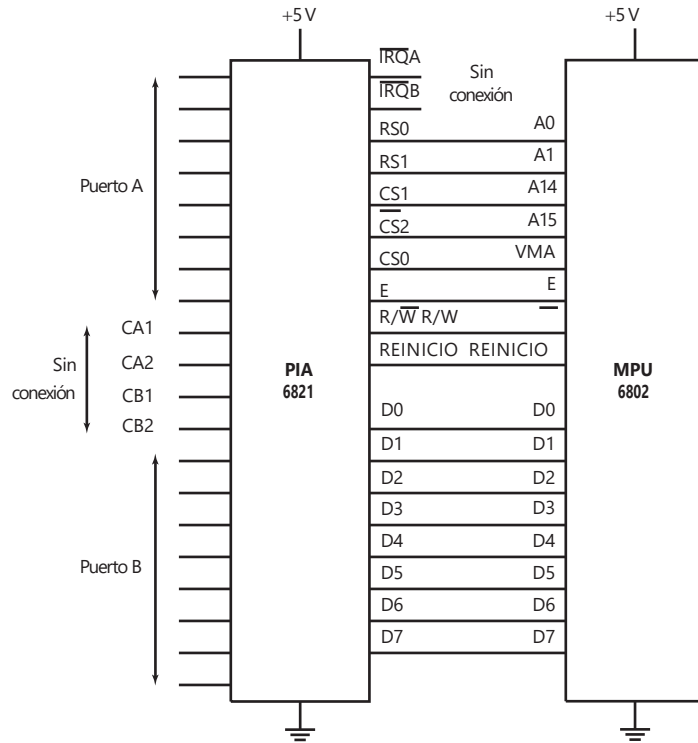 +5 V
+5 V
IRQA
IRQB
Sin
conexión
RS0
A0
RS1
A1
Puerto A
CS1
A14
CS2
A15
CS0
VMA
E
E
R/W R/W
CA1
REINICIO REINICIO
CA2
Sin
conexión
PIA
6821
MPU
6802
CB1
CB2
D0
D0
D1
D1
D2
D2
D3
D3
D4
D4
Puerto B
D5
D5
D6
D6
D7
D7